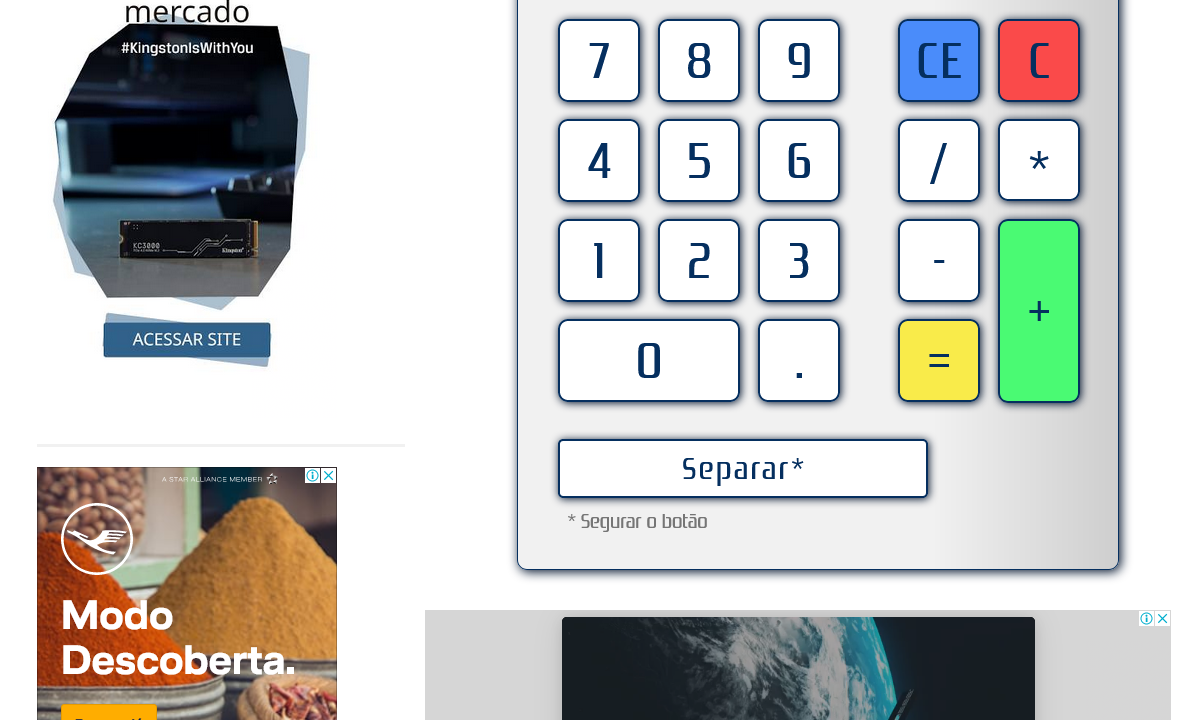 mercado
#KingstonIsWithYou
KC3000
Kingston
ACESSAR SITE
A STAR ALLIANCE MEMBER
Modo
Descoberta.
7 8 9 CE C
4 5 6 / *
1 2 3 - +
0 . =
Separar*
* Segurar o botão